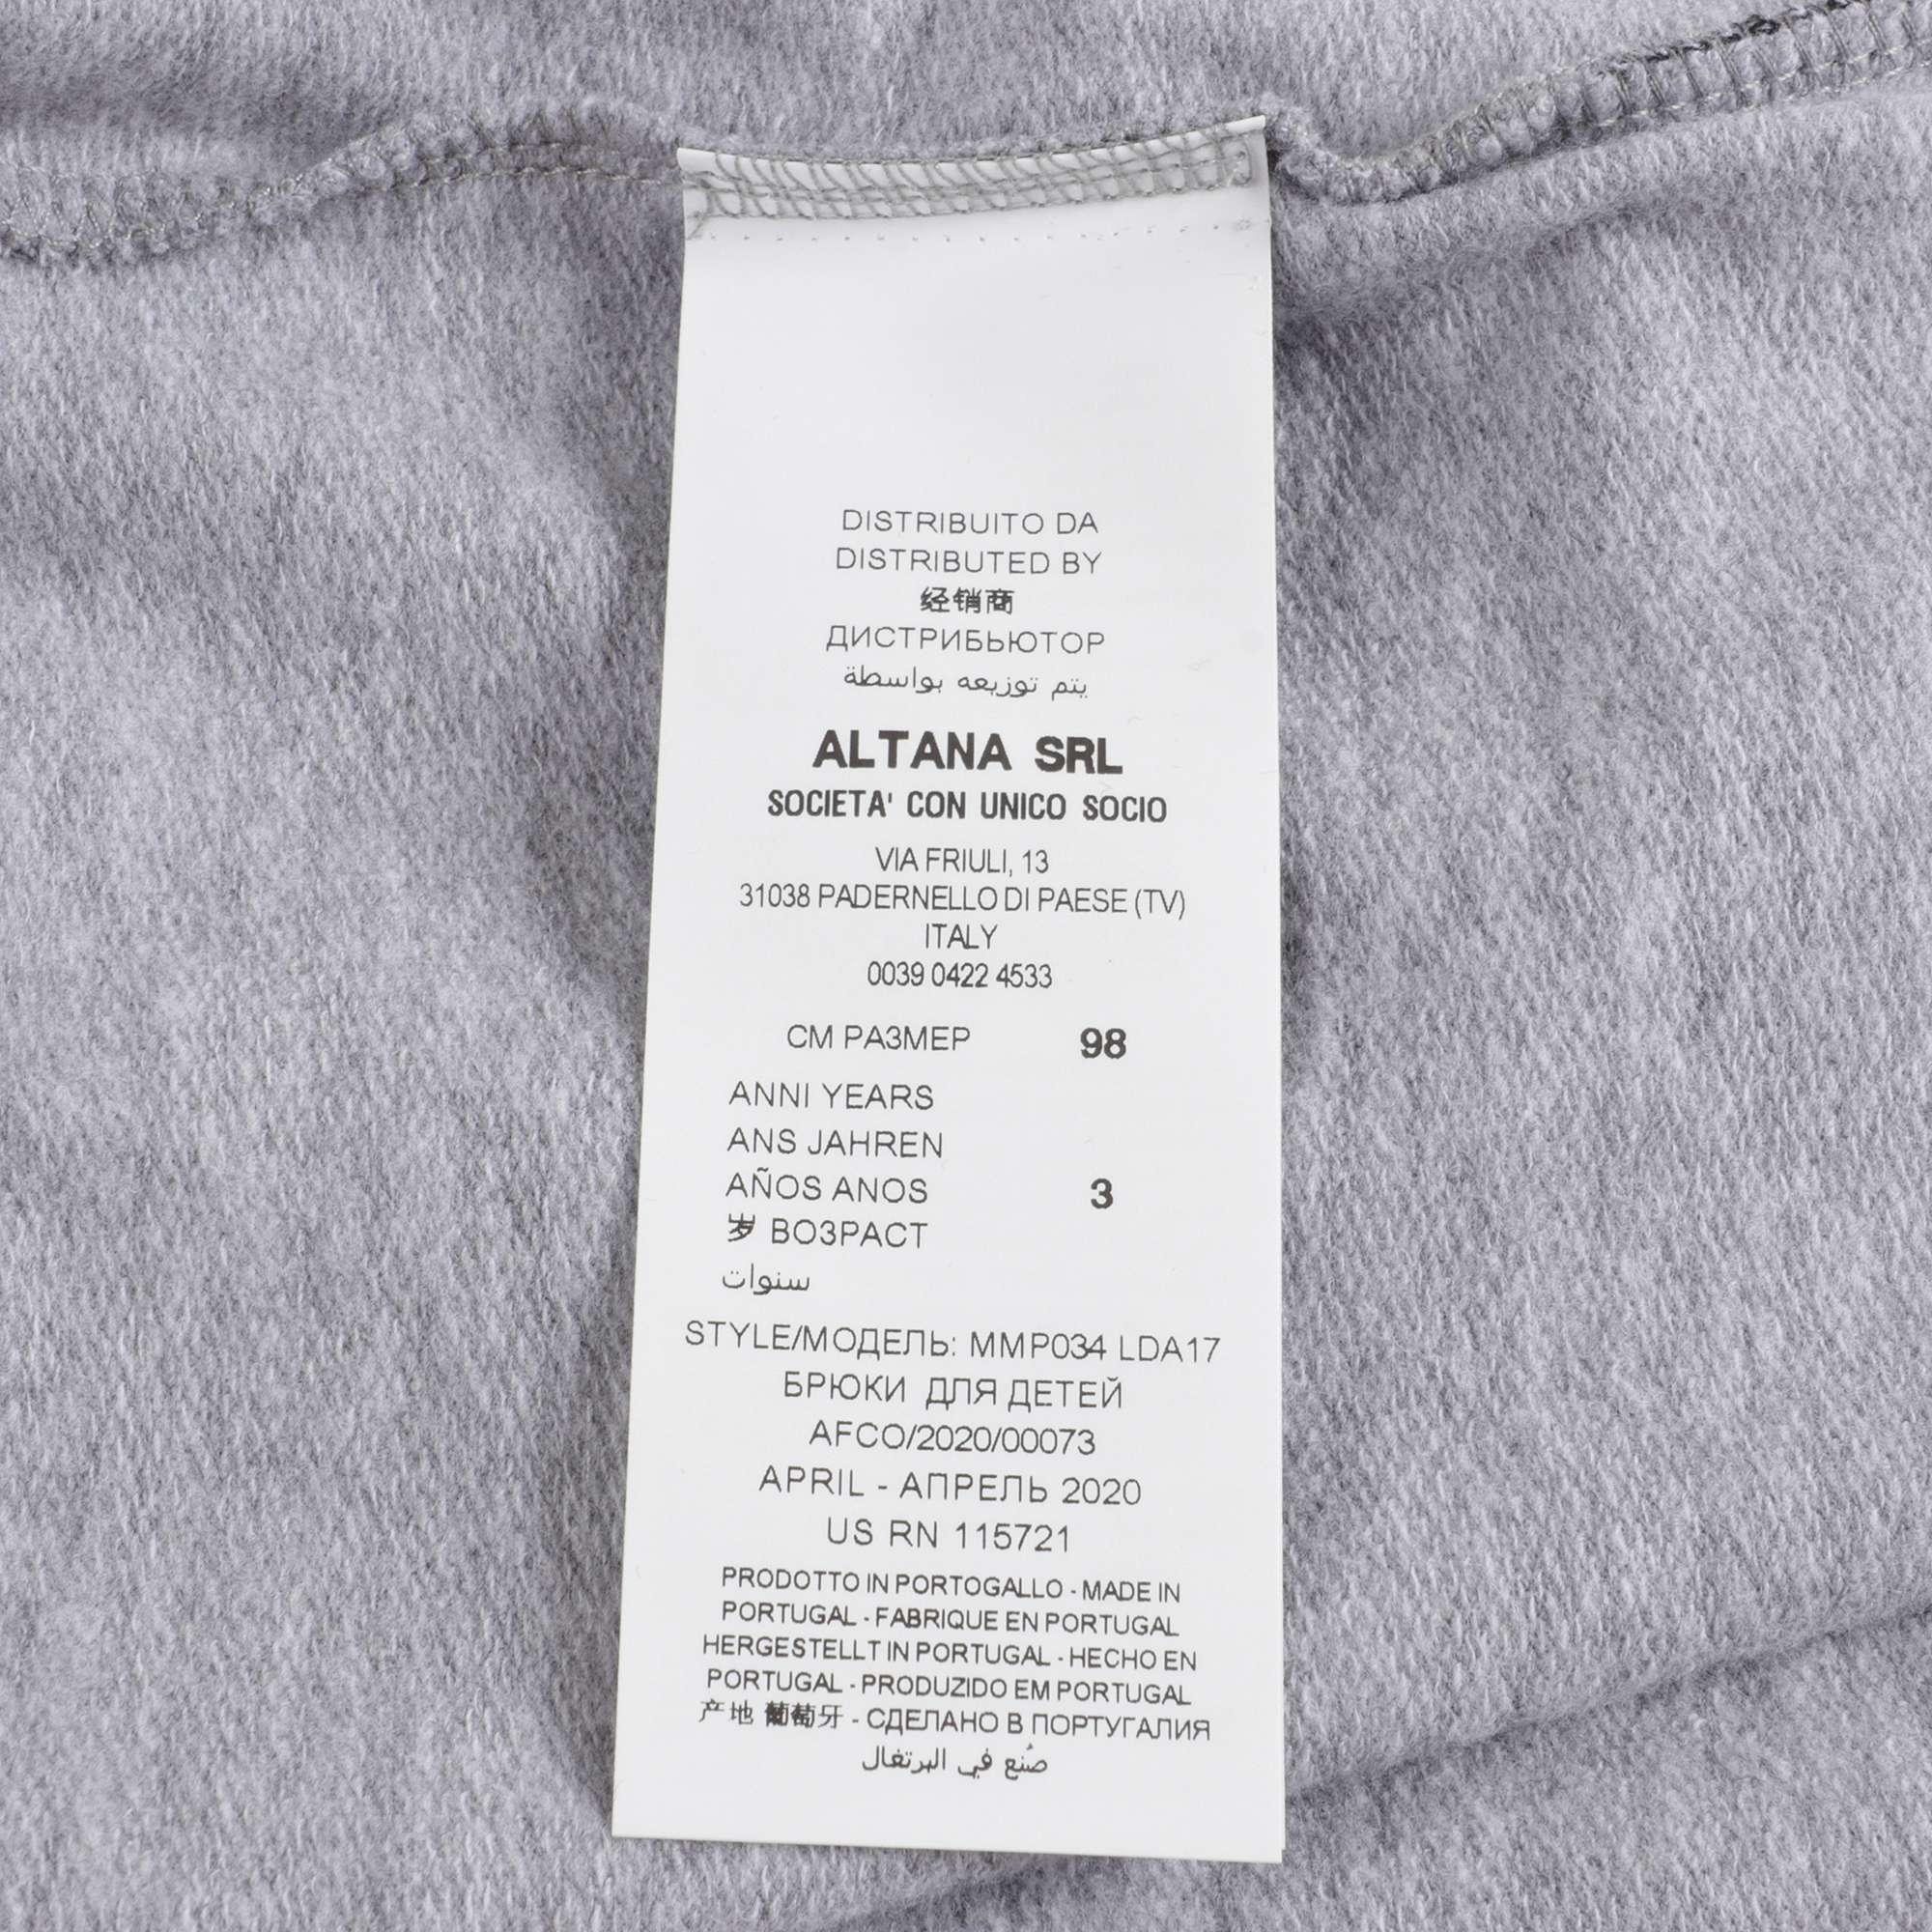 DISTRIBUITO DA
DISTRIBUTED BY
经销商
ДИСТРИБЬЮТОР
يتم توزيعه بواسطة
ALTANA SRL
SOCIETA' CON UNICO SOCIO
VIA FRIULI, 13
31038 PADERNELLO DI PAESE (TV)
ITALY
0039 0422 4533
СМ РАЗМЕР 98
ANNI YEARS
ANS JAHREN
AÑOS ANOS 3
岁 ВОЗРАСТ
سنوات
STYLE/МОДЕЛЬ: MMP034 LDA17
БРЮКИ ДЛЯ ДЕТЕЙ
AFCO/2020/00073
APRIL - АПРЕЛЬ 2020
US RN 115721
PRODOTTO IN PORTOGALLO - MADE IN
PORTUGAL - FABRIQUE EN PORTUGAL
HERGESTELLT IN PORTUGAL - HECHO EN
PORTUGAL - PRODUZIDO EM PORTUGAL
产地 葡萄牙 - СДЕЛАНО В ПОРТУГАЛИЯ
صُنع في البرتغال